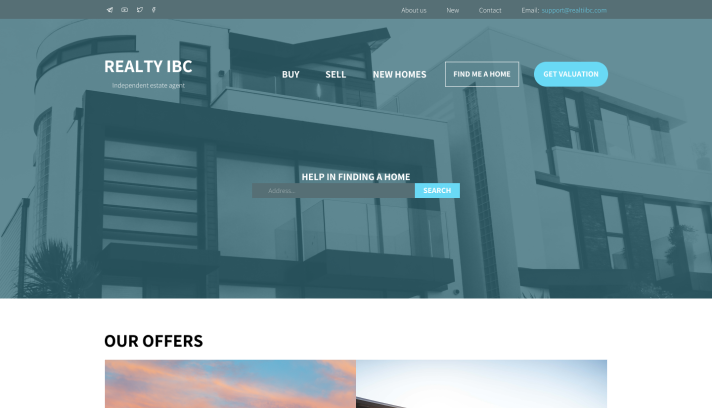 About us New Contact Email: support@realtibc.com
REALTY IBC
Independent estate agent
BUY SELL NEW HOMES FIND ME A HOME GET VALUATION
HELP IN FINDING A HOME
Address... SEARCH
OUR OFFERS